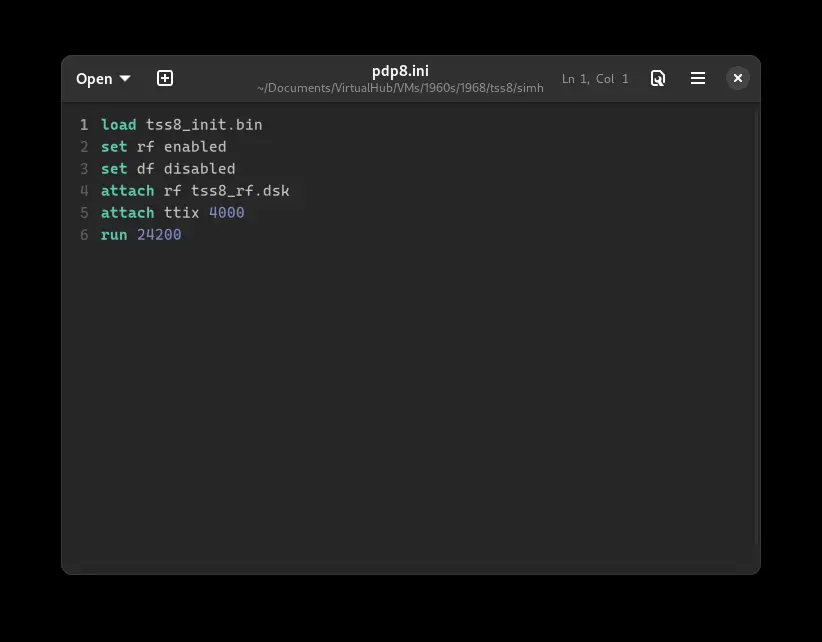 Open
pdp8.ini
~/Documents/VirtualHub/VMs/1960s/1968/tss8/simh
Ln 1, Col 1
1 load tss8_init.bin
2 set rf enabled
3 set df disabled
4 attach rf tss8_rf.dsk
5 attach ttix 4000
6 run 24200